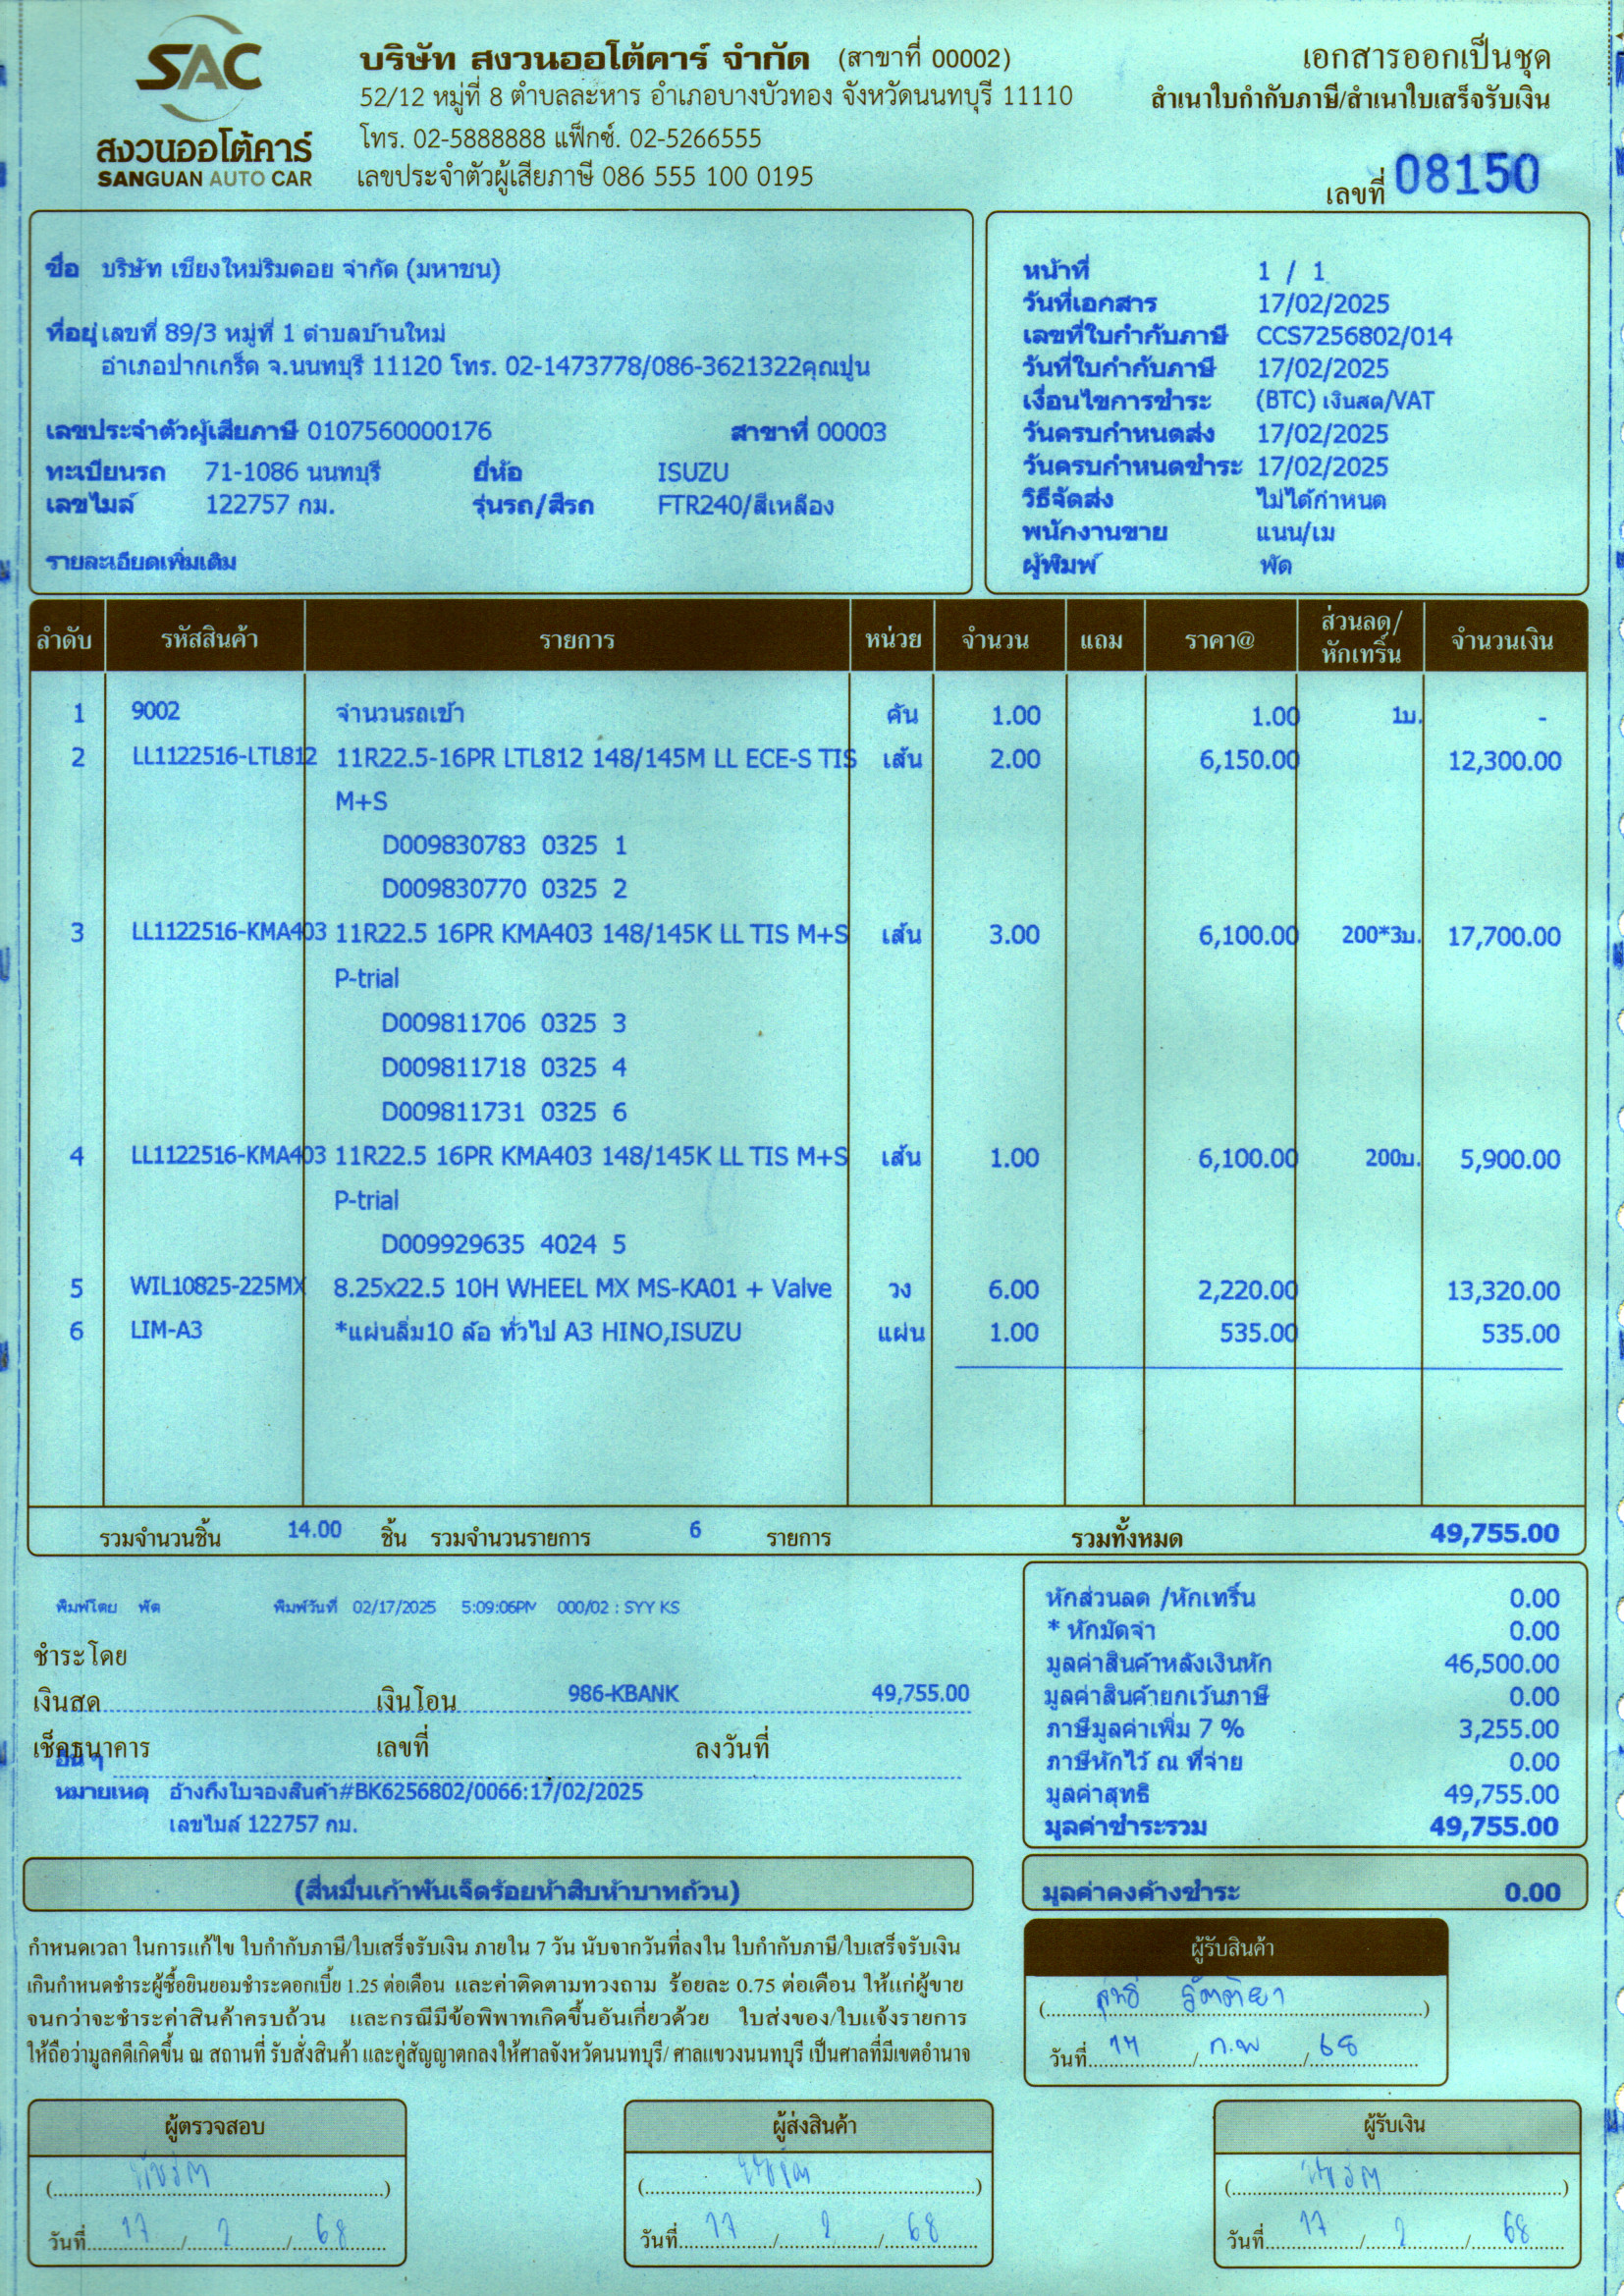 SAC
สงวนออโต้คาร์
SANGUAN AUTO CAR
บริษัท สงวนออโต้คาร์ จำกัด (สาขาที่ 00002)
52/12 หมู่ที่ 8 ตำบลละหาร อำเภอบางบัวทอง จังหวัดนนทบุรี 11110
โทร. 02-5888888 แฟ็กซ์. 02-5266555
เลขประจำตัวผู้เสียภาษี 086 555 100 0195
เอกสารออกเป็นชุด
สำเนาใบกำกับภาษี/สำเนาใบเสร็จรับเงิน
เลขที่ 08150
ชื่อ บริษัท เชียงใหม่ริมดอย จำกัด (มหาชน)
ที่อยู่ เลขที่ 89/3 หมู่ที่ 1 ตำบลบ้านใหม่
อำเภอปากเกร็ด จ.นนทบุรี 11120 โทร. 02-1473778/086-3621322คุณปูน
เลขประจำตัวผู้เสียภาษี 0107560000176 สาขาที่ 00003
ทะเบียนรถ 71-1086 นนทบุรี ยี่ห้อ ISUZU
เลขไมล์ 122757 กม. รุ่นรถ/สีรถ FTR240/สีเหลือง
รายละเอียดเพิ่มเติม
หน้าที่ 1 / 1
วันที่เอกสาร 17/02/2025
เลขที่ใบกำกับภาษี CCS7256802/014
วันที่ใบกำกับภาษี 17/02/2025
เงื่อนไขการชำระ (BTC) เงินสด/VAT
วันครบกำหนดส่ง 17/02/2025
วันครบกำหนดชำระ 17/02/2025
วิธีจัดส่ง ไม่ได้กำหนด
พนักงานขาย แนน/เม
ผู้พิมพ์ พัด
ลำดับ รหัสสินค้า รายการ หน่วย จำนวน แถม ราคา@ ส่วนลด/หักเทริ์น จำนวนเงิน
1 9002 จำนวนรถเข้า คัน 1.00 1.00 1บ. -
2 LL1122516-LTL812 11R22.5-16PR LTL812 148/145M LL ECE-S TIS เส้น 2.00 6,150.00 12,300.00
M+S
D009830783 0325 1
D009830770 0325 2
3 LL1122516-KMA403 11R22.5 16PR KMA403 148/145K LL TIS M+S เส้น 3.00 6,100.00 200*3บ. 17,700.00
P-trial
D009811706 0325 3
D009811718 0325 4
D009811731 0325 6
4 LL1122516-KMA403 11R22.5 16PR KMA403 148/145K LL TIS M+S เส้น 1.00 6,100.00 200บ. 5,900.00
P-trial
D009929635 4024 5
5 WIL10825-225MX 8.25x22.5 10H WHEEL MX MS-KA01 + Valve วง 6.00 2,220.00 13,320.00
6 LIM-A3 *แผ่นลิ่ม10 ล้อ ทั่วไป A3 HINO,ISUZU แผ่น 1.00 535.00 535.00
รวมจำนวนชิ้น 14.00 ชิ้น รวมจำนวนรายการ 6 รายการ รวมทั้งหมด 49,755.00
พิมพ์โดย พัด พิมพ์วันที่ 02/17/2025 5:09:06PM 000/02 : SYY KS
ชำระโดย
เงินสด เงินโอน 986-KBANK 49,755.00
เช็คธนาคาร เลขที่ ลงวันที่
อื่นๆ
หมายเหตุ อ้างถึงใบจองสินค้า#BK6256802/0066:17/02/2025
เลขไมล์ 122757 กม.
หักส่วนลด /หักเทริ์น 0.00
* หักมัดจำ 0.00
มูลค่าสินค้าหลังเงินหัก 46,500.00
มูลค่าสินค้ายกเว้นภาษี 0.00
ภาษีมูลค่าเพิ่ม 7 % 3,255.00
ภาษีหักไว้ ณ ที่จ่าย 0.00
มูลค่าสุทธิ 49,755.00
มูลค่าชำระรวม 49,755.00
(สี่หมื่นเก้าพันเจ็ดร้อยห้าสิบห้าบาทถ้วน)
มูลค่าคงค้างชำระ 0.00
กำหนดเวลา ในการแก้ไข ใบกำกับภาษี/ใบเสร็จรับเงิน ภายใน 7 วัน นับจากวันที่ลงใน ใบกำกับภาษี/ใบเสร็จรับเงิน
เกินกำหนดชำระผู้ซื้อยินยอมชำระดอกเบี้ย 1.25 ต่อเดือน และค่าติดตามทวงถาม ร้อยละ 0.75 ต่อเดือน ให้แก่ผู้ขาย
จนกว่าจะชำระค่าสินค้าครบถ้วน และกรณีมีข้อพิพาทเกิดขึ้นอันเกี่ยวด้วย ใบส่งของ/ใบแจ้งรายการ
ให้ถือว่ามูลคดีเกิดขึ้น ณ สถานที่ รับสั่งสินค้า และคู่สัญญาตกลงให้ศาลจังหวัดนนทบุรี/ ศาลแขวงนนทบุรี เป็นศาลที่มีเขตอำนาจ
ผู้รับสินค้า
วันที่ 17 / ก.พ / 68
ผู้ตรวจสอบ
วันที่ 17 / 2 / 68
ผู้ส่งสินค้า
วันที่ 17 / 2 / 68
ผู้รับเงิน
วันที่ 17 / 2 / 68